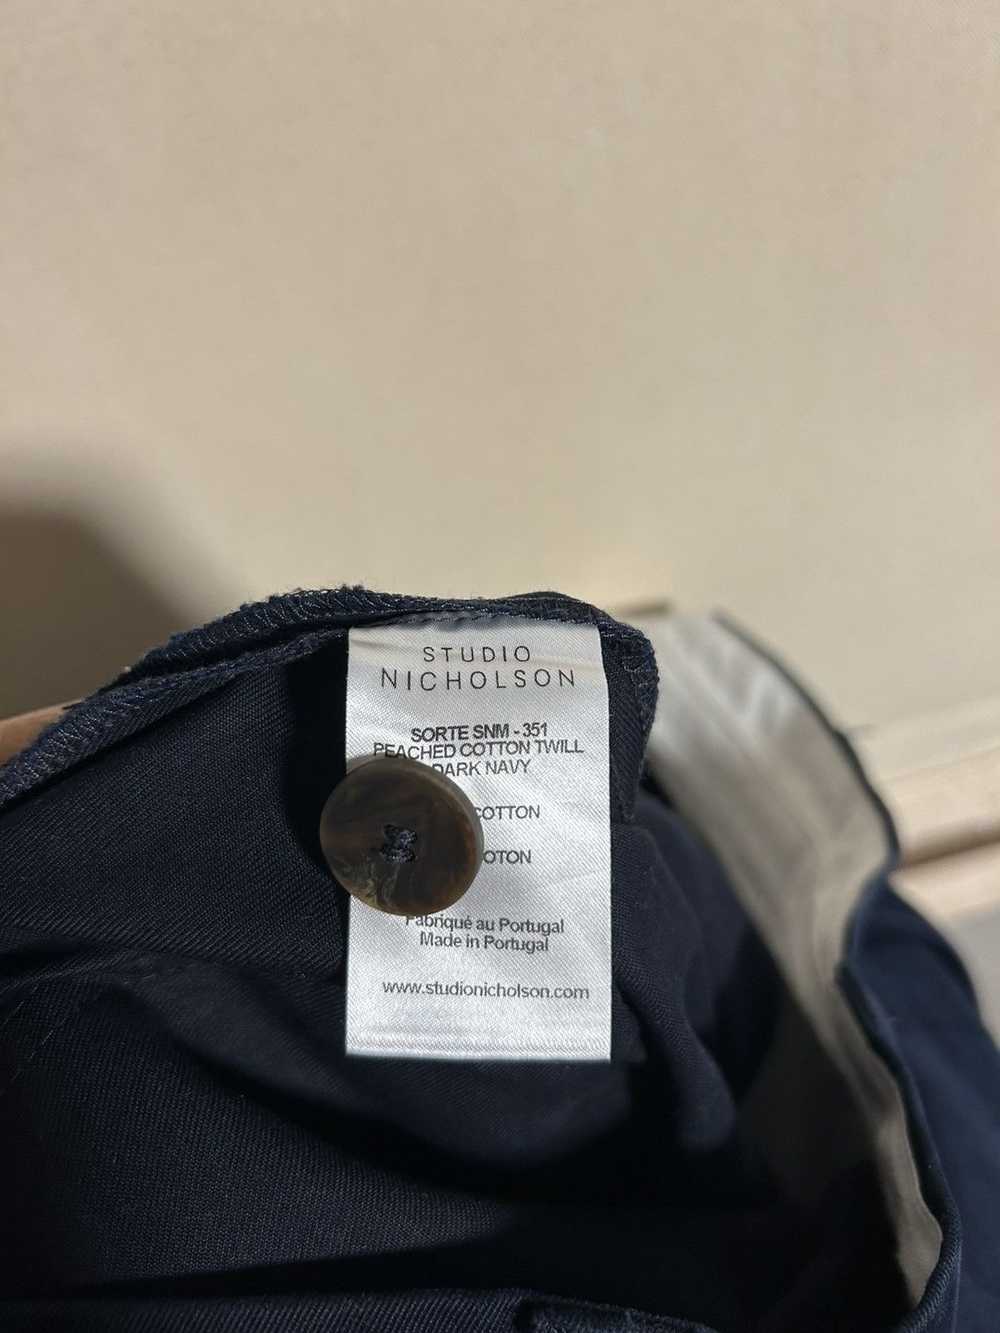 STUDIO
NICHOLSON
SORTE SNM - 351
PEACHED COTTON TWILL
DARK NAVY
COTTON
Fabriqué au Portugal
Made in Portugal
www.studionicholson.com